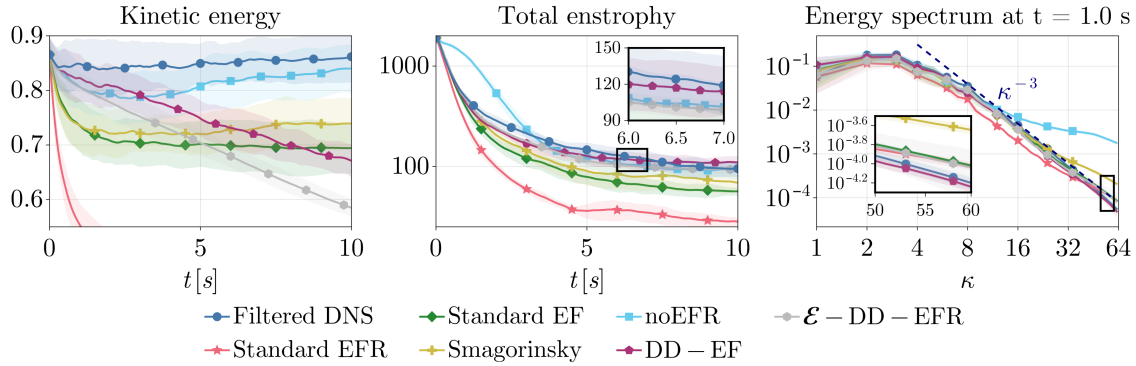 Kinetic energy
0.9
0.8
0.7
0.6
0
5
10
t[s]
Total enstrophy
1000
100
150
120
90
6.0
6.5
7.0
0
5
10
t[s]
Energy spectrum at t = 1.0 s
10⁻¹
10⁻²
10⁻³
10⁻⁴
κ⁻³
10⁻³·⁶
10⁻³·⁸
10⁻⁴·⁰
10⁻⁴·²
50
55
60
1
2
4
8
16
32
64
κ
Filtered DNS
Standard EF
noEFR
ℰ − DD − EFR
Standard EFR
Smagorinsky
DD − EF